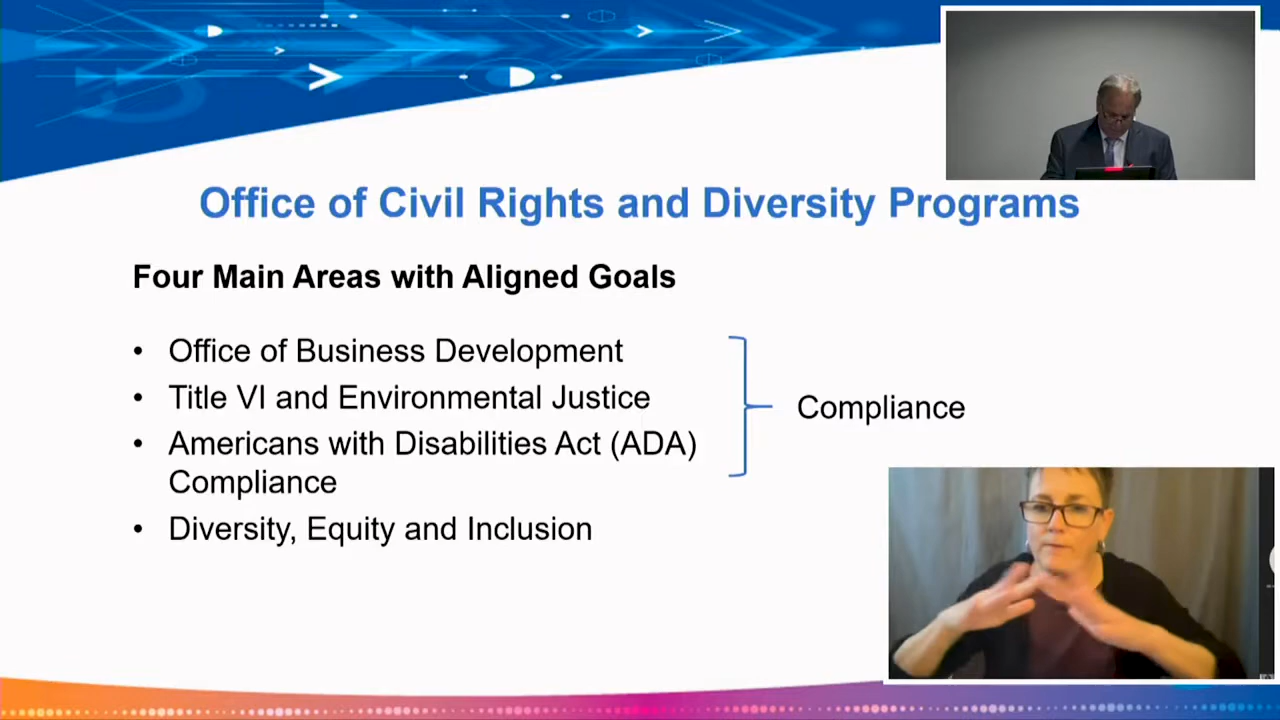 Office of Civil Rights and Diversity Programs
Four Main Areas with Aligned Goals
• Office of Business Development
• Title VI and Environmental Justice
• Americans with Disabilities Act (ADA)
Compliance
• Diversity, Equity and Inclusion
Compliance